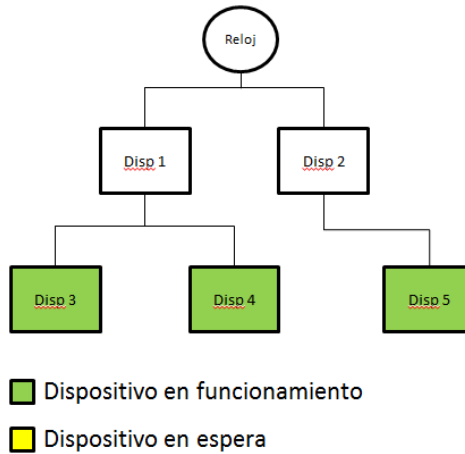 Reloj
Disp 1
Disp 2
Disp 3
Disp 4
Disp 5
Dispositivo en funcionamiento
Dispositivo en espera